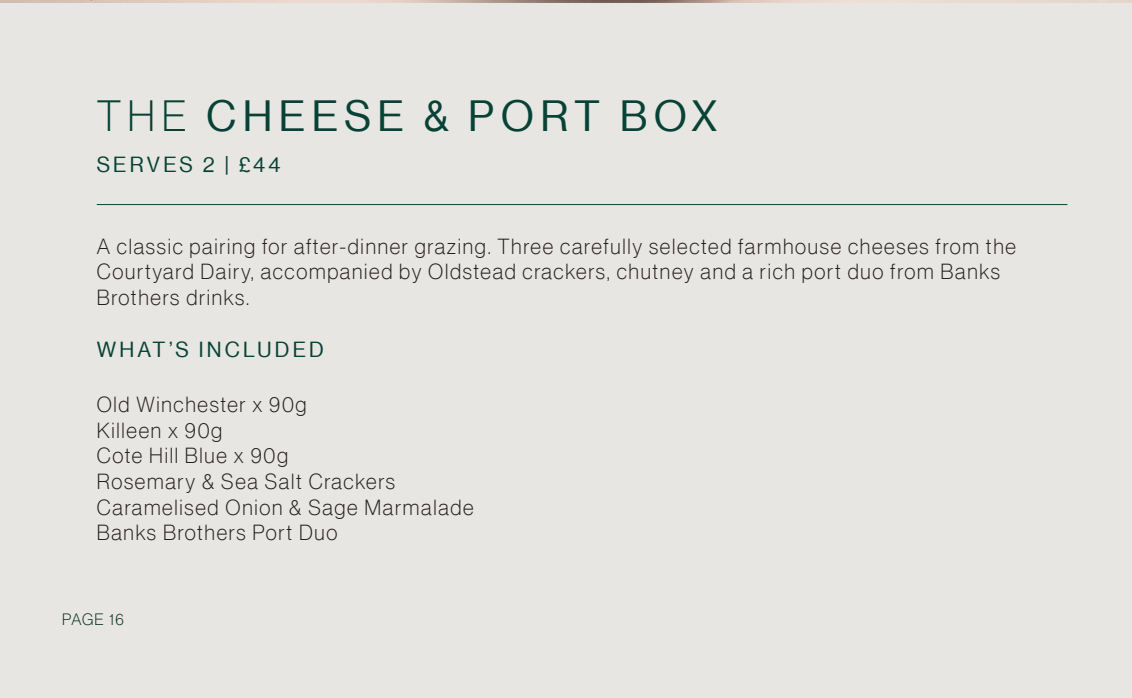 THE CHEESE & PORT BOX
SERVES 2 | £44
A classic pairing for after-dinner grazing. Three carefully selected farmhouse cheeses from the
Courtyard Dairy, accompanied by Oldstead crackers, chutney and a rich port duo from Banks
Brothers drinks.
WHAT’S INCLUDED
Old Winchester x 90g
Killeen x 90g
Cote Hill Blue x 90g
Rosemary & Sea Salt Crackers
Caramelised Onion & Sage Marmalade
Banks Brothers Port Duo
PAGE 16